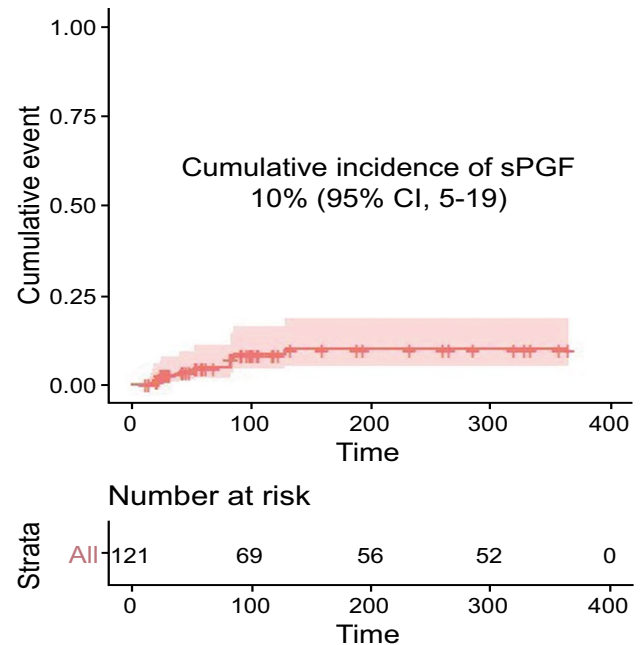 1.00
0.75
0.50
0.25
0.00
Cumulative event
Cumulative incidence of sPGF
10% (95% CI, 5-19)
0 100 200 300 400
Time
Number at risk
Strata
All 121 69 56 52 0
0 100 200 300 400
Time